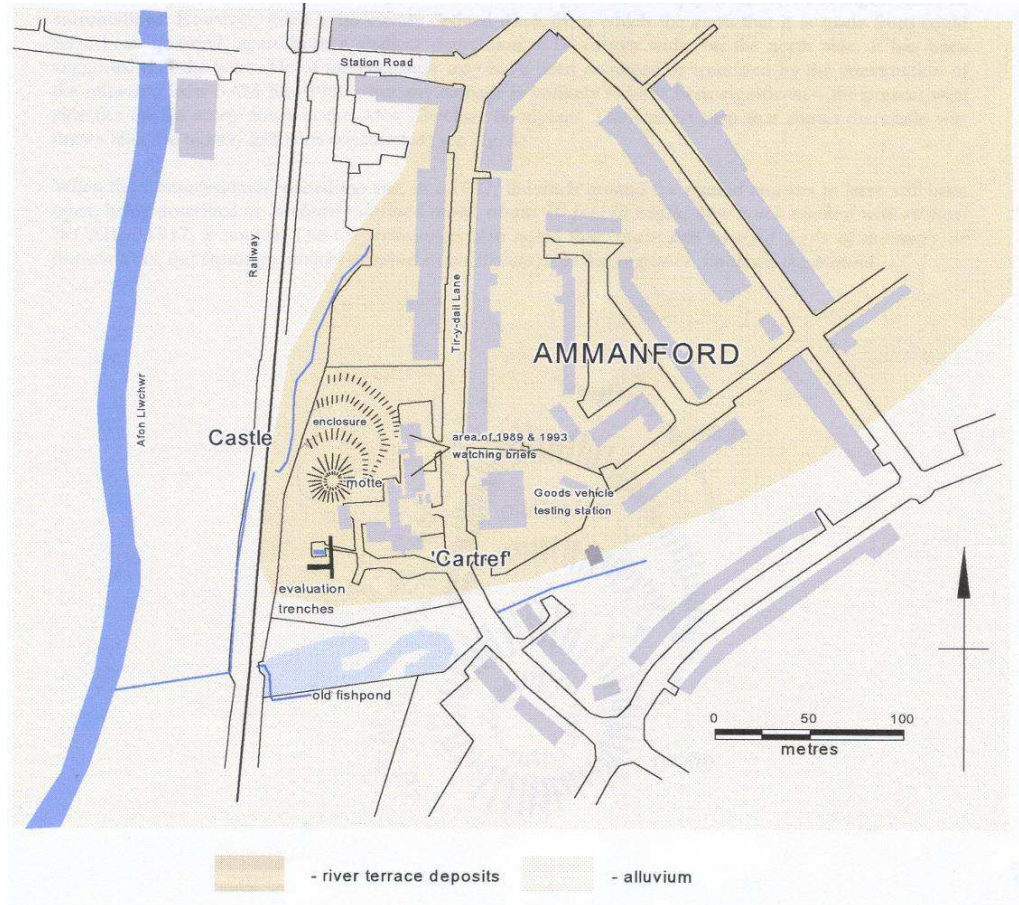 Station Road
Railway
Afon Llwchwr
Tir-y-dail Lane
AMMANFORD
enclosure
Castle
area of 1989 & 1993
watching briefs
motte
Goods vehicle
testing station
'Cartref'
evaluation
trenches
old fishpond
0 50 100
metres
- river terrace deposits
- alluvium